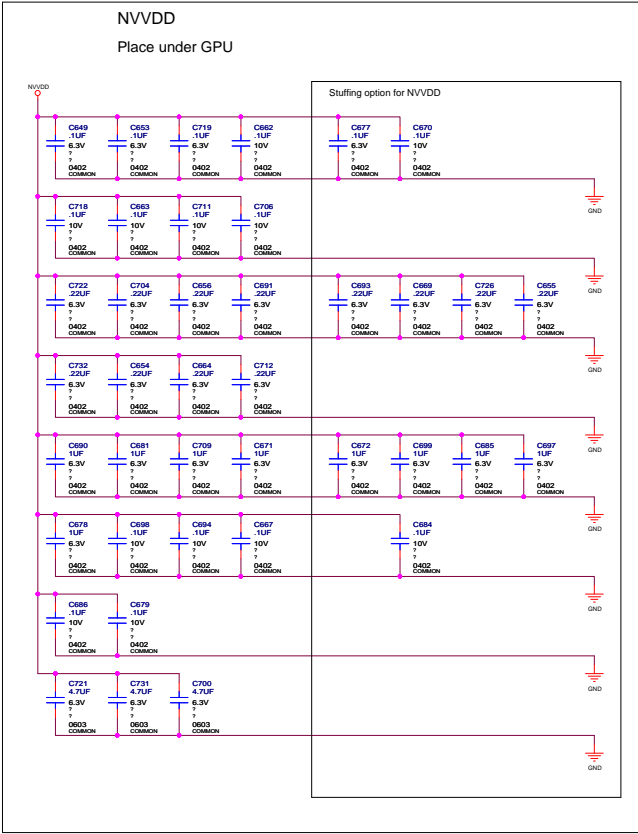 NVVDD
Place under GPU
NVVDD
Stuffing option for NVVDD
C649 C653 C719 C662 C677 C670
.1UF .1UF .1UF .1UF .1UF .1UF
6.3V 6.3V 6.3V 10V 6.3V 10V
? ? ? ? ? ?
? ? ? ? ? ?
0402 0402 0402 0402 0402 0402
COMMON COMMON COMMON COMMON COMMON COMMON
GND
C718 C663 C711 C706
.1UF .1UF .1UF .1UF
10V 10V 10V 10V
? ? ? ?
? ? ? ?
0402 0402 0402 0402
COMMON COMMON COMMON COMMON
GND
C722 C704 C656 C691 C693 C669 C726 C655
.22UF .22UF .22UF .22UF .22UF .22UF .22UF .22UF
6.3V 6.3V 6.3V 6.3V 6.3V 6.3V 6.3V 6.3V
? ? ? ? ? ? ? ?
? ? ? ? ? ? ? ?
0402 0402 0402 0402 0402 0402 0402 0402
COMMON COMMON COMMON COMMON COMMON COMMON COMMON COMMON
GND
C732 C654 C664 C712
.22UF .22UF .22UF .22UF
6.3V 6.3V 6.3V 6.3V
? ? ? ?
? ? ? ?
0402 0402 0402 0402
COMMON COMMON COMMON COMMON
GND
C690 C681 C709 C671 C672 C699 C685 C697
1UF 1UF 1UF 1UF 1UF 1UF 1UF 1UF
6.3V 6.3V 6.3V 6.3V 6.3V 6.3V 6.3V 6.3V
? ? ? ? ? ? ? ?
? ? ? ? ? ? ? ?
0402 0402 0402 0402 0402 0402 0402 0402
COMMON COMMON COMMON COMMON COMMON COMMON COMMON COMMON
GND
C678 C698 C694 C667 C684
1UF .1UF .1UF .1UF .1UF
6.3V 10V 10V 10V 10V
? ? ? ? ?
? ? ? ? ?
0402 0402 0402 0402 0402
COMMON COMMON COMMON COMMON COMMON
GND
C686 C679
.1UF .1UF
10V 10V
? ?
? ?
0402 0402
COMMON COMMON
GND
C721 C731 C700
4.7UF 4.7UF 4.7UF
6.3V 6.3V 6.3V
? ? ?
? ? ?
0603 0603 0603
COMMON COMMON COMMON
GND